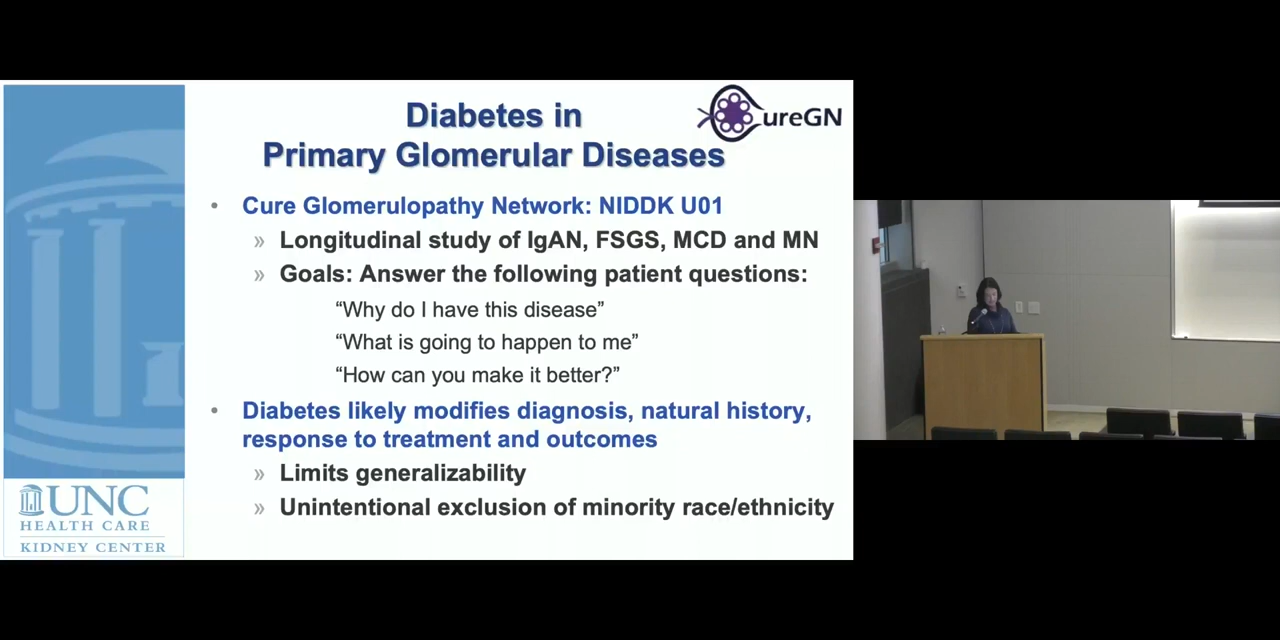 Diabetes in
Primary Glomerular Diseases
ureGN
• Cure Glomerulopathy Network: NIDDK U01
» Longitudinal study of IgAN, FSGS, MCD and MN
» Goals: Answer the following patient questions:
“Why do I have this disease”
“What is going to happen to me”
“How can you make it better?”
• Diabetes likely modifies diagnosis, natural history,
response to treatment and outcomes
» Limits generalizability
» Unintentional exclusion of minority race/ethnicity
UNC
HEALTH CARE
KIDNEY CENTER